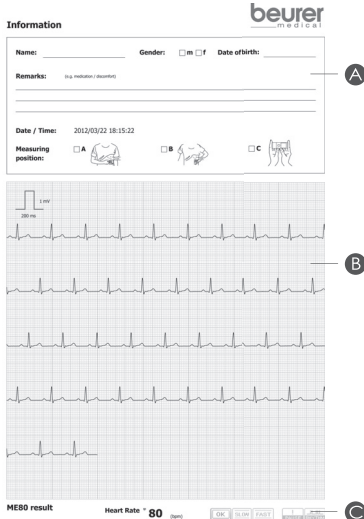 beurer
medical
Information
Name: Gender: m f Date of birth:
A
Remarks: (e.g. medication / discomfort)
Date / Time: 2012/03/22 18:15:22
Measuring position: A B C
1 mV
200 ms
B
ME80 result Heart Rate = 80 (bpm) OK SLOW FAST
C